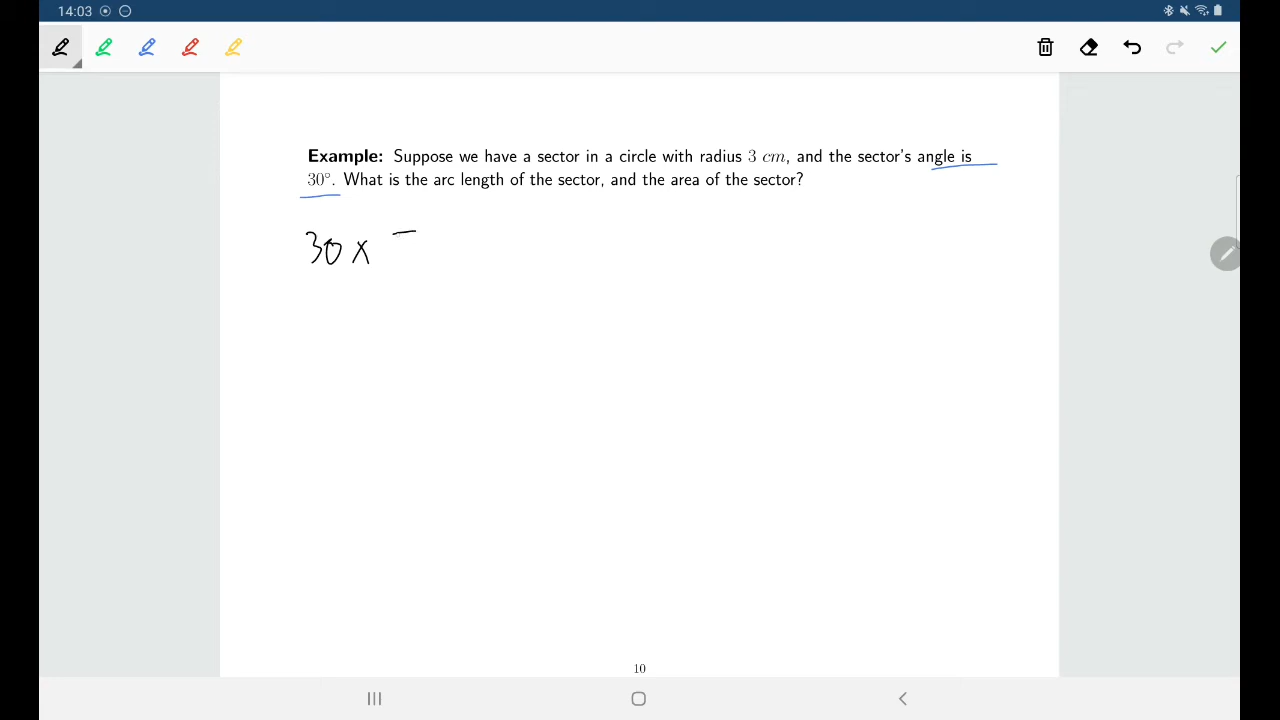 14:03
Example: Suppose we have a sector in a circle with radius 3 cm, and the sector's angle is
30°. What is the arc length of the sector, and the area of the sector?
30 x
10